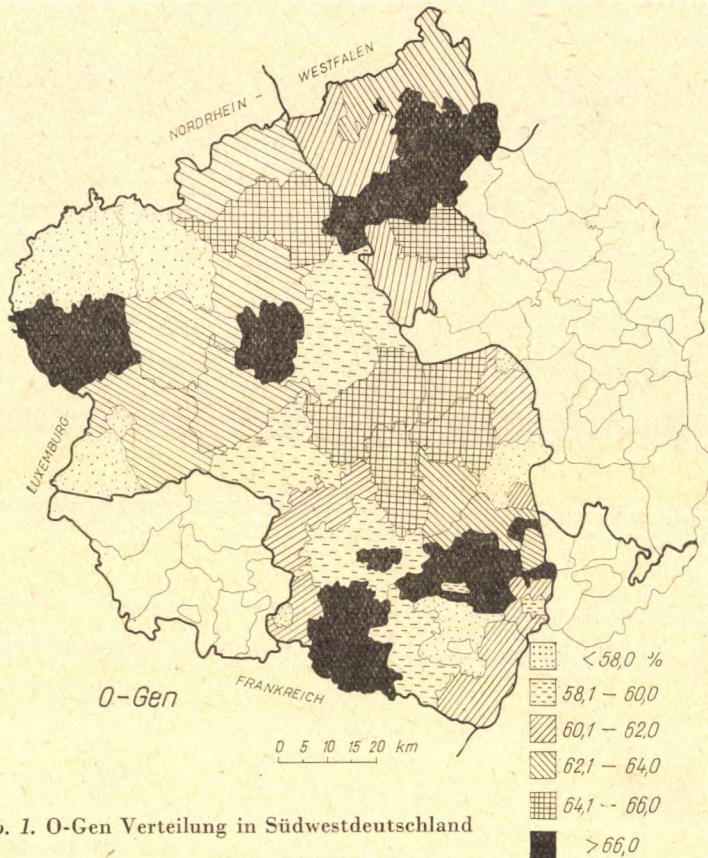 NORDRHEIN - WESTFALEN
LUXEMBURG
FRANKREICH
O-Gen
0 5 10 15 20 km
< 58,0 %
58,1 - 60,0
60,1 - 62,0
62,1 - 64,0
64,1 -- 66,0
> 66,0
b. 1. O-Gen Verteilung in Südwestdeutschland